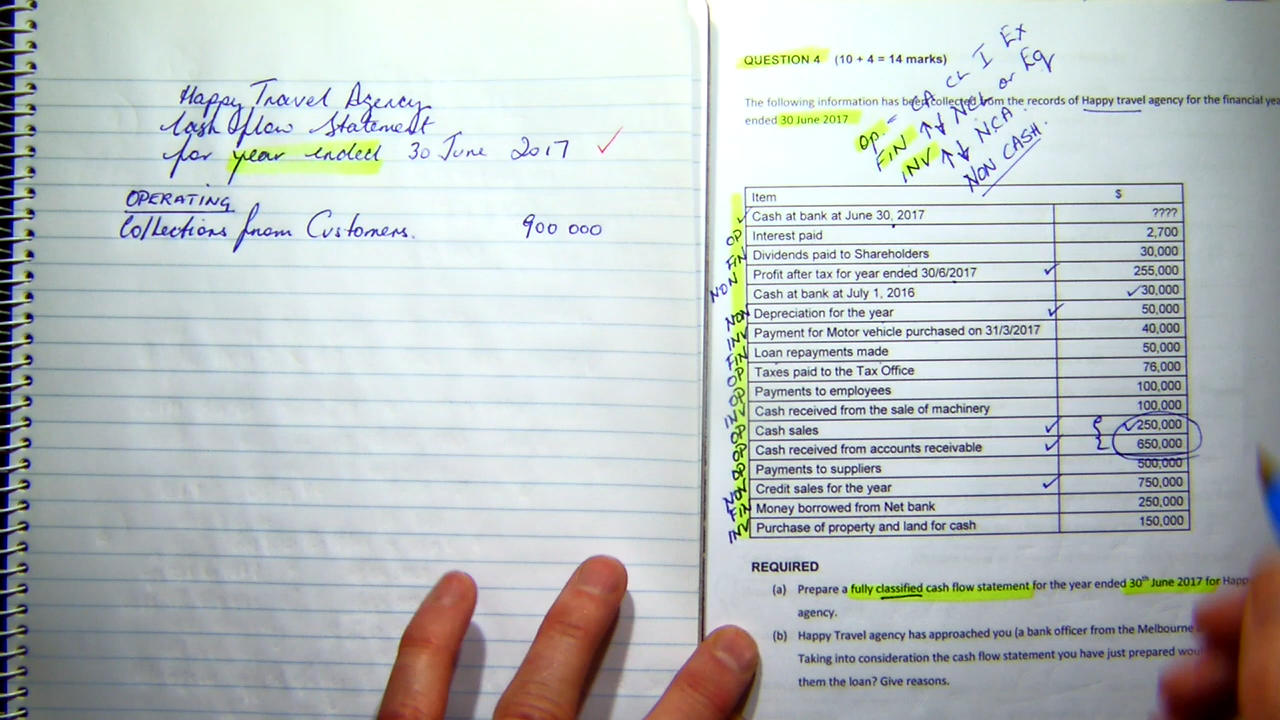 Happy Travel Agency
Cash Flow Statement
for year ended 30 June 2017 ✓
OPERATING
Collections from Customers. 900 000
QUESTION 4 (10 + 4 = 14 marks)
The following information has been collected from the records of Happy travel agency for the financial
ended 30 June 2017
Op. = CA CL I Ex
FIN ↑↓ NCL or Eq
INV ↑↓ NCA.
NON CASH.
Item $
✓ Cash at bank at June 30, 2017 ????
OP Interest paid 2,700
FIN Dividends paid to Shareholders 30,000
NON Profit after tax for year ended 30/6/2017 ✓ 255,000
Cash at bank at July 1, 2016 ✓ 30,000
NON Depreciation for the year ✓ 50,000
INV Payment for Motor vehicle purchased on 31/3/2017 40,000
FIN Loan repayments made 50,000
OP Taxes paid to the Tax Office 76,000
OP Payments to employees 100,000
INV Cash received from the sale of machinery 100,000
OP Cash sales ✓ { ✓ 250,000
OP Cash received from accounts receivable ✓ 650,000
OP Payments to suppliers 500,000
NON Credit sales for the year ✓ 750,000
FIN Money borrowed from Net bank 250,000
INV Purchase of property and land for cash 150,000
REQUIRED
(a) Prepare a fully classified cash flow statement for the year ended 30th June 2017 for
agency.
(b) Happy Travel agency has approached you (a bank officer from the Melbourne
Taking into consideration the cash flow statement you have just prepared
them the loan? Give reasons.